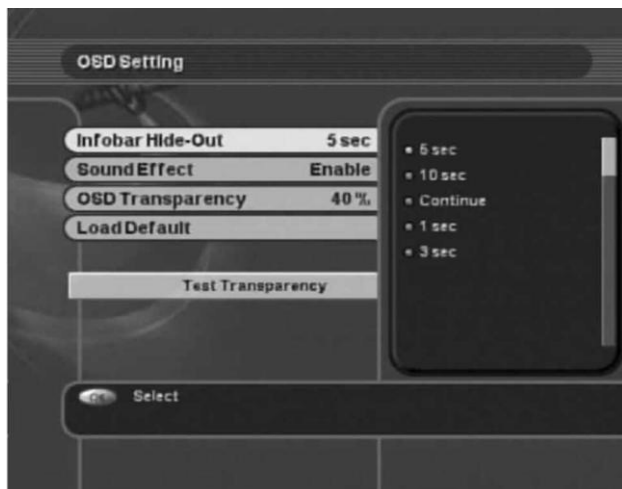 OSD Setting
Infobar Hide-Out 5 sec
Sound Effect Enable
OSD Transparency 40 %
Load Default
Test Transparency
5 sec
10 sec
Continue
1 sec
3 sec
OK Select